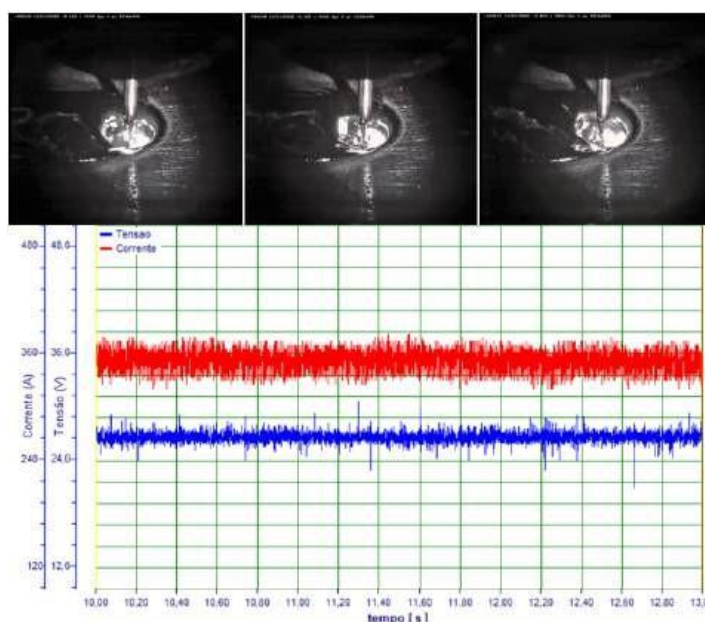 Tensao
Corrente
480 48.0
360 36.0
240 24.0
120 12.0
Corrente (A)
Tensão (V)
10,00 10,20 10,40 10,60 10,80 11,00 11,20 11,40 11,60 11,80 12,00 12,20 12,40 12,60 12,80 13,0
tempo [ s ]